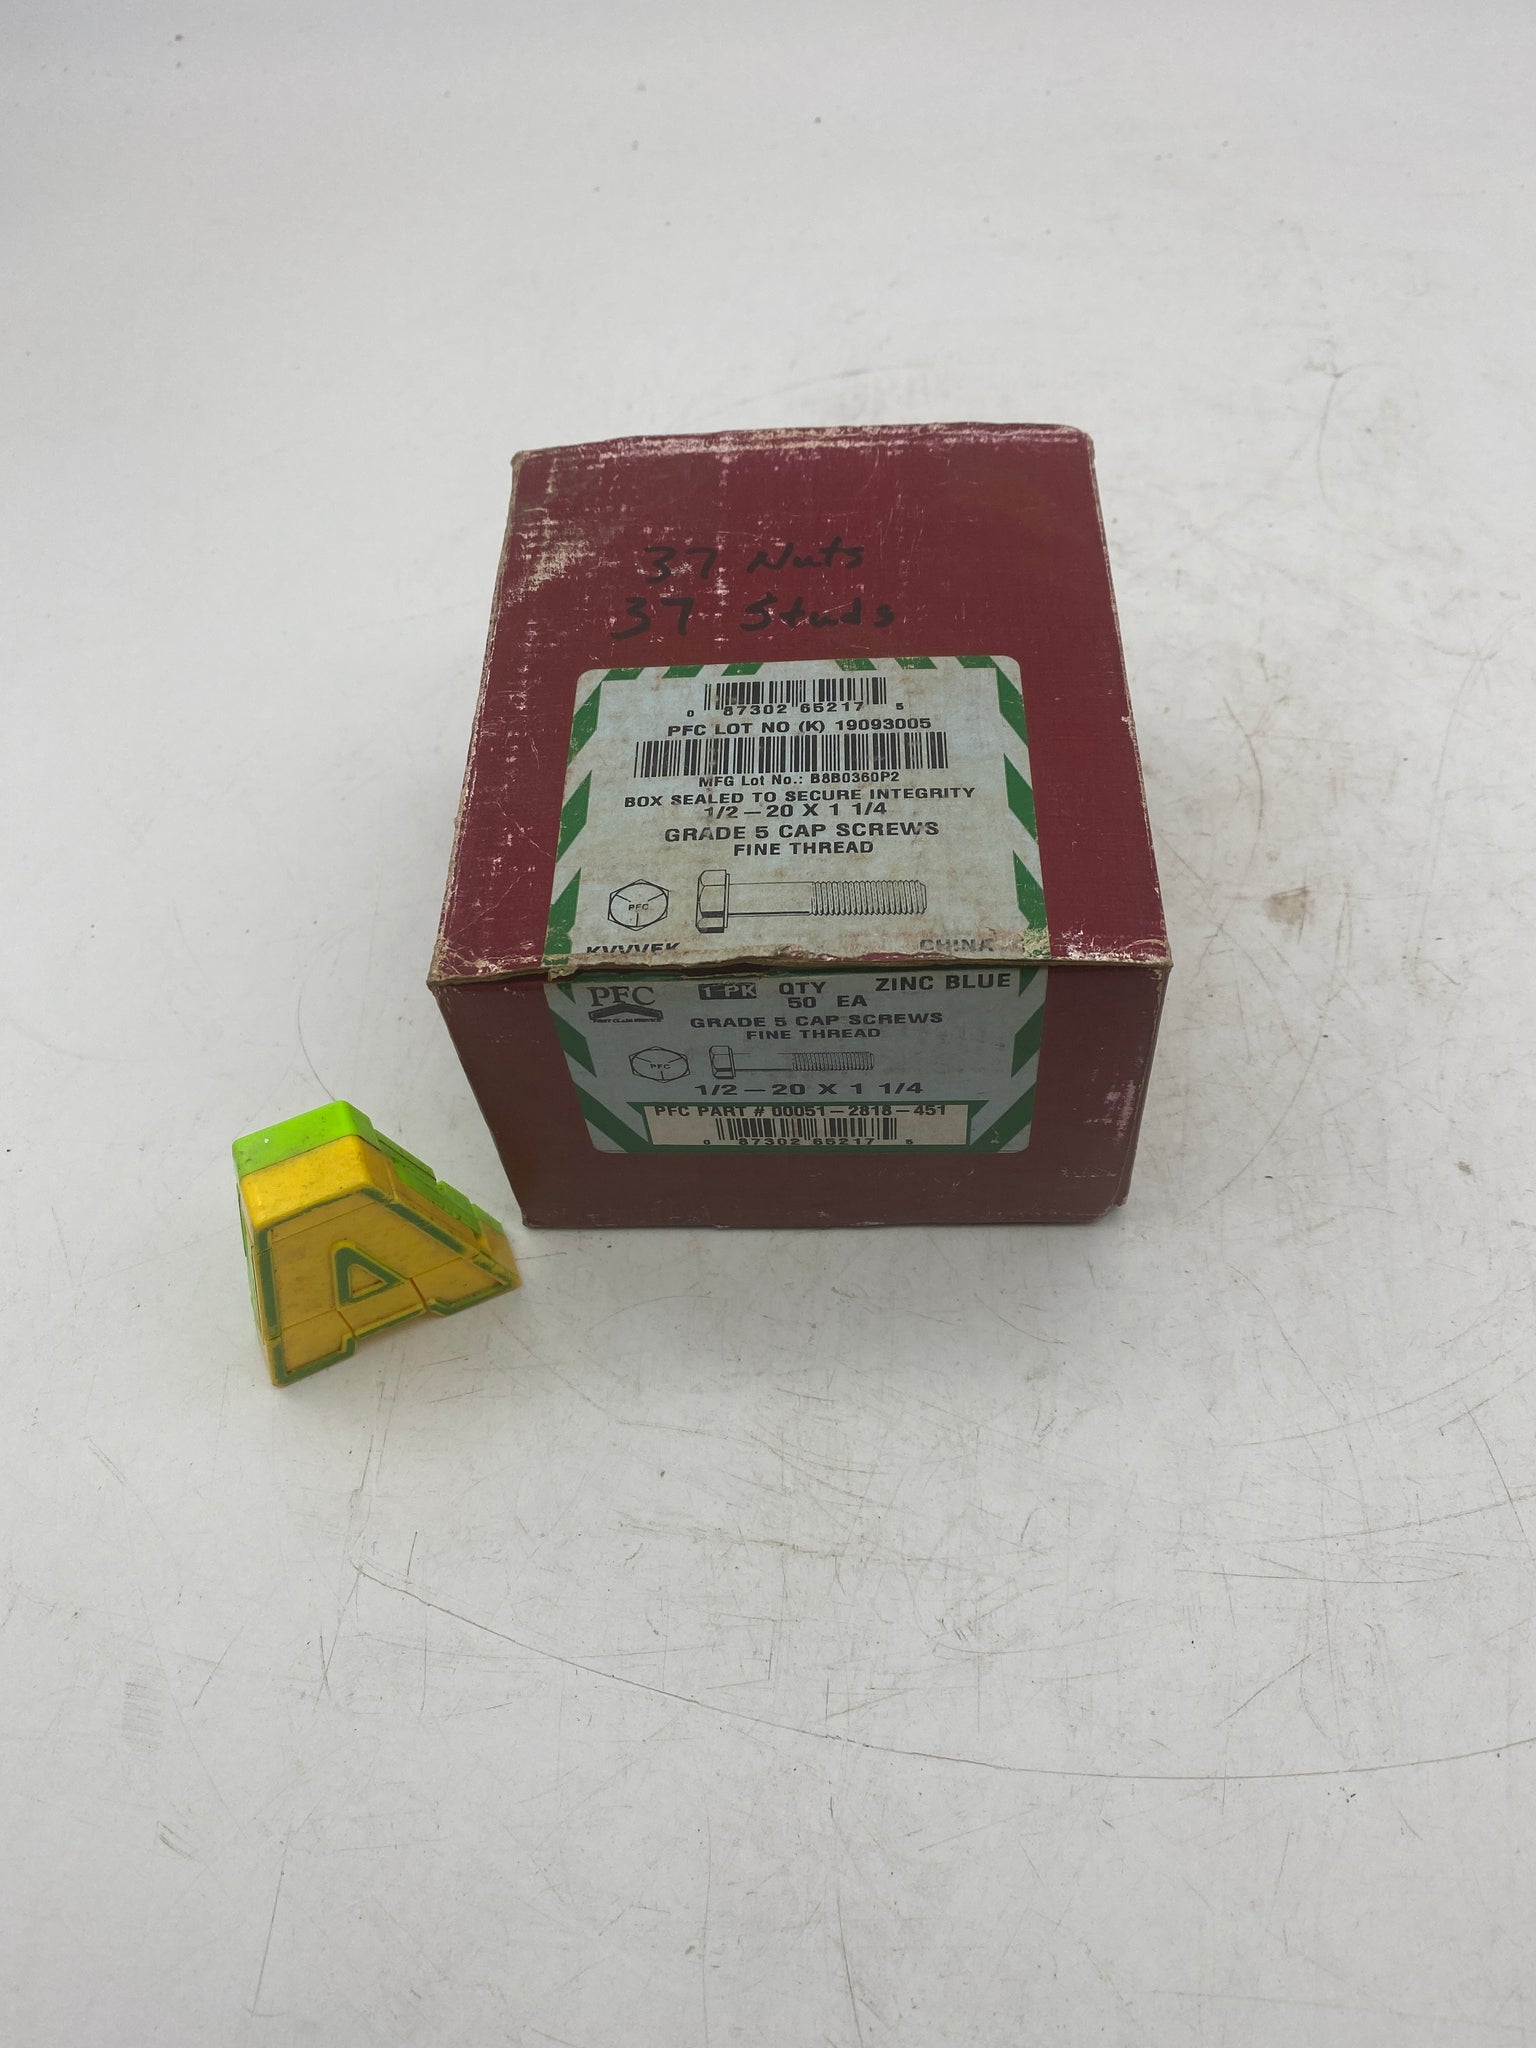 37 Nuts
37 Studs
0 87302 65217 5
PFC LOT NO (K) 19093005
MFG Lot No.: B8B0360P2
BOX SEALED TO SECURE INTEGRITY
1/2-20 X 1 1/4
GRADE 5 CAP SCREWS
FINE THREAD
PFC
CHINA
PFC 1 PK QTY ZINC BLUE
50 EA
GRADE 5 CAP SCREWS
FINE THREAD
PFC
1/2-20 X 1 1/4
PFC PART # 00051-2818-451
0 87302 65217 5
A